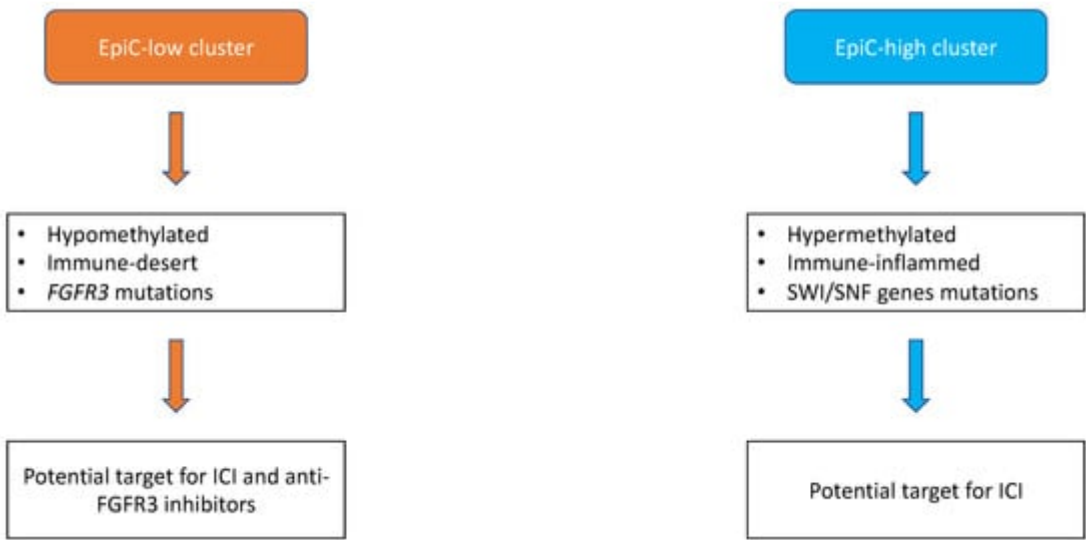 EpiC-low cluster
• Hypomethylated
• Immune-desert
• FGFR3 mutations
Potential target for ICI and anti-
FGFR3 inhibitors
EpiC-high cluster
• Hypermethylated
• Immune-inflammed
• SWI/SNF genes mutations
Potential target for ICI